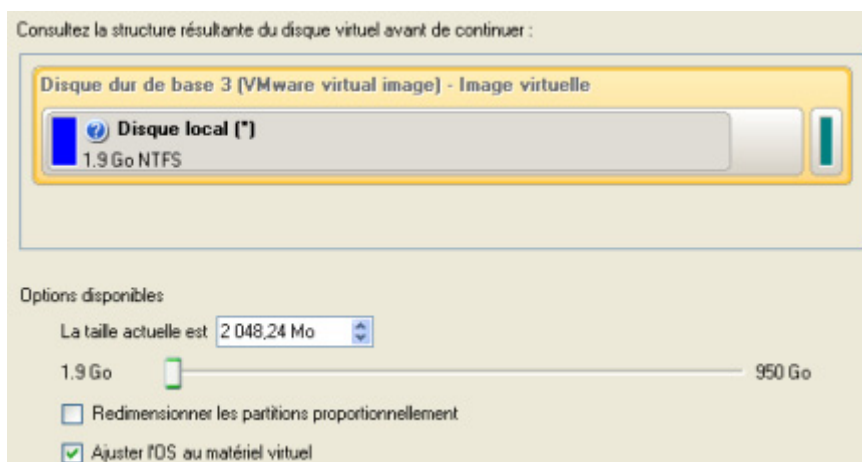 Consultez la structure résultante du disque virtuel avant de continuer :
Disque dur de base 3 (VMware virtual image) - Image virtuelle
Disque local (*)
1.9 Go NTFS
Options disponibles
La taille actuelle est 2 048,24 Mo
1.9 Go 950 Go
Redimensionner les partitions proportionnellement
Ajuster l'OS au matériel virtuel